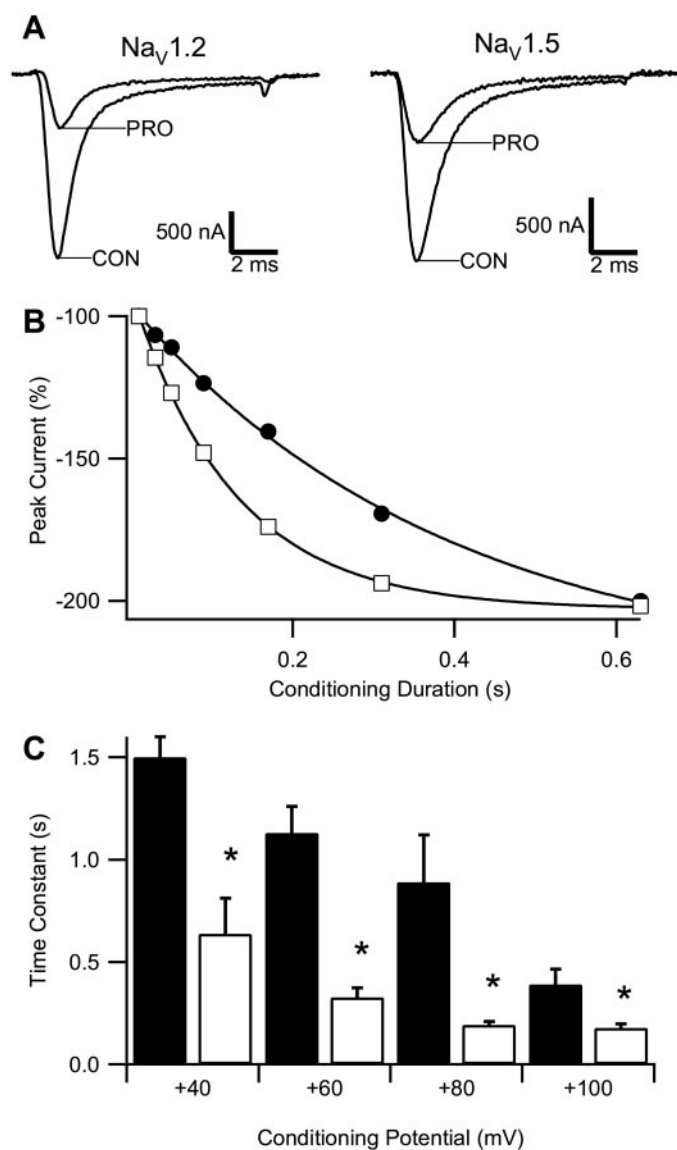 A
Nav1.2
Nav1.5
PRO
PRO
500 nA
2 ms
500 nA
2 ms
CON
CON
B
-100
-150
-200
Peak Current (%)
0.2 0.4 0.6
Conditioning Duration (s)
C
1.5
1.0
0.5
0.0
Time Constant (s)
* * * *
+40 +60 +80 +100
Conditioning Potential (mV)